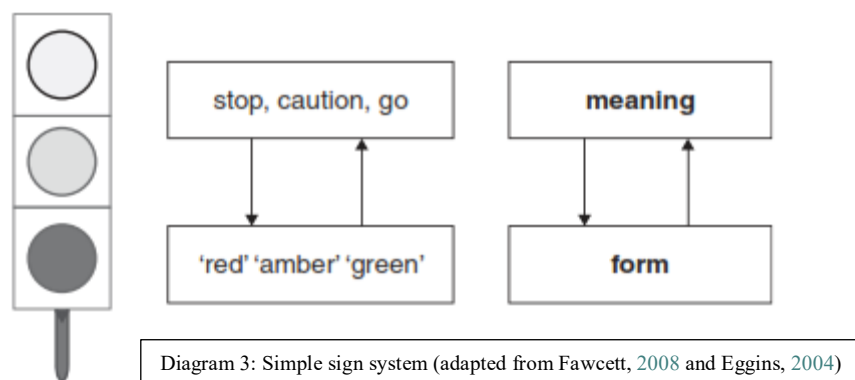 stop, caution, go
meaning
‘red’ ‘amber’ ‘green’
form
Diagram 3: Simple sign system (adapted from Fawcett, 2008 and Eggins, 2004)